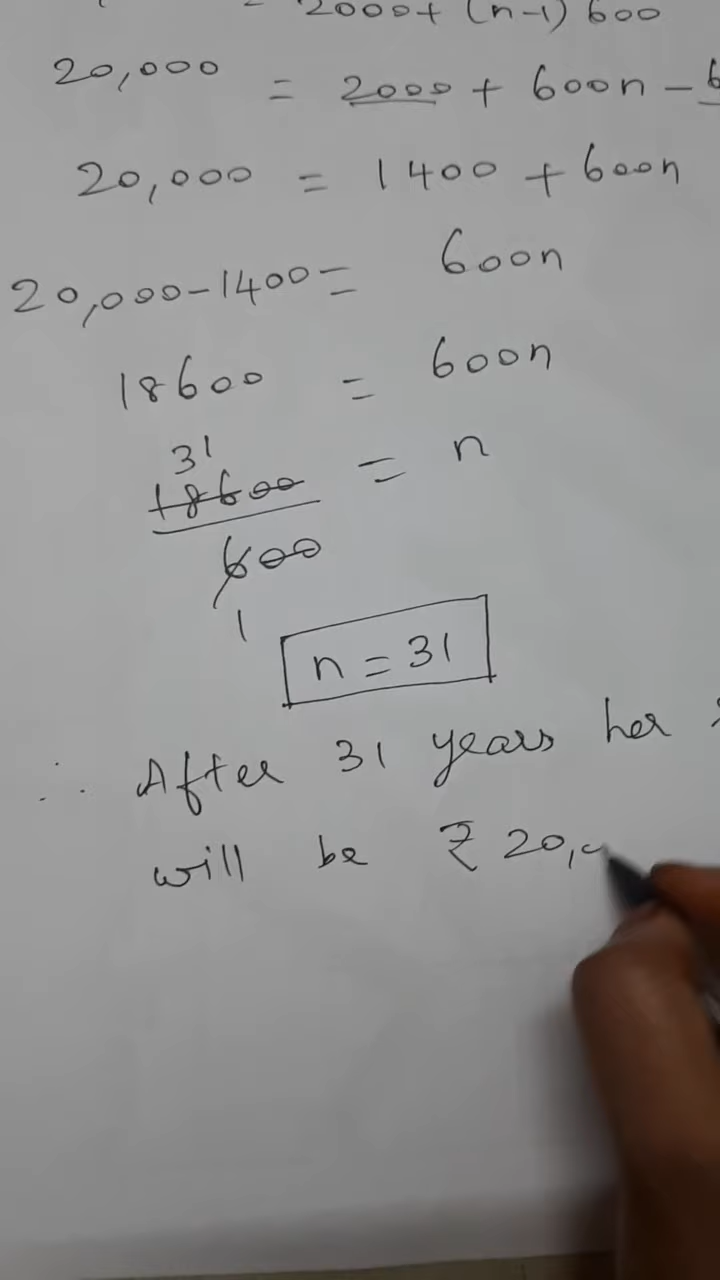 = 2000 + (n-1) 600
20,000 = 2000 + 600n - 6
20,000 = 1400 + 600n
20,000 - 1400 = 600n
18600 = 600n
31
18600 = n
600
1
n = 31
∴ After 31 years her
will be ₹ 20,